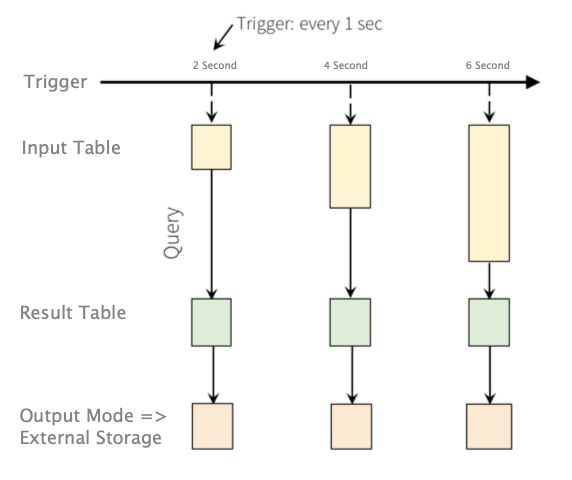 Trigger: every 1 sec
2 Second
4 Second
6 Second
Trigger
Input Table
Query
Result Table
Output Mode =>
External Storage